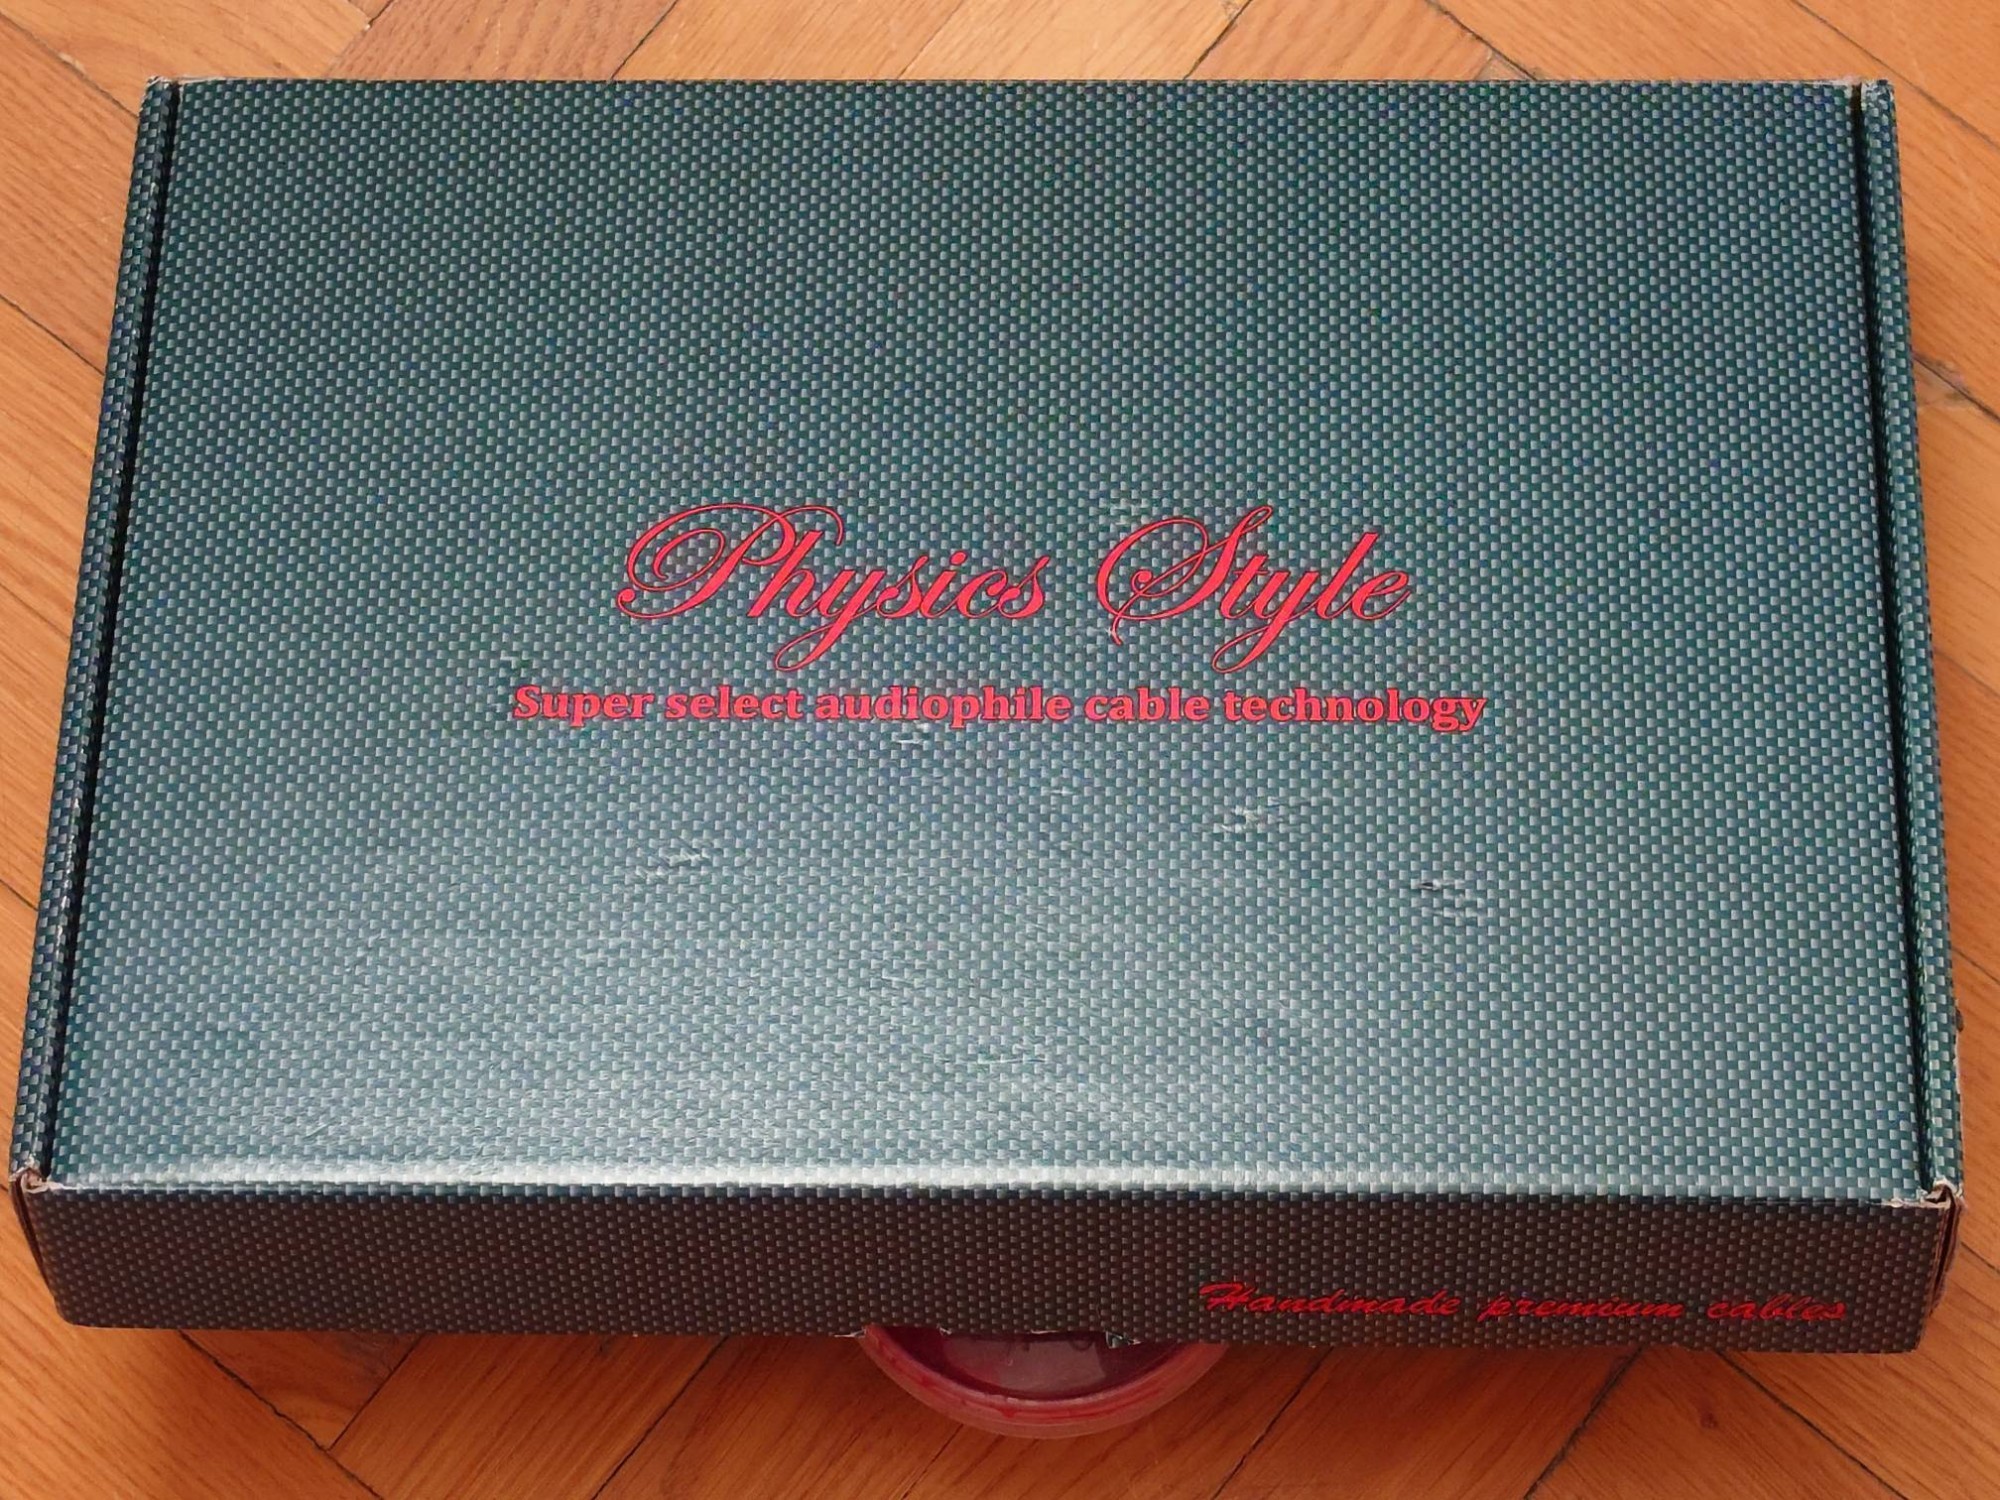 Physics Style
Super select audiophile cable technology
Handmade premium cables